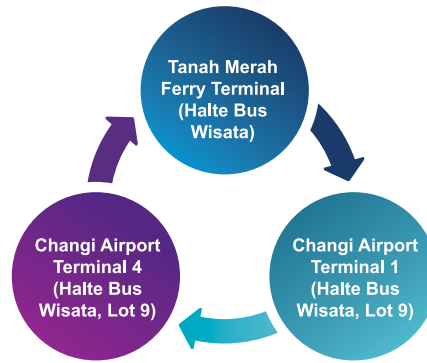 Tanah Merah
Ferry Terminal
(Halte Bus
Wisata)
Changi Airport
Terminal 4
(Halte Bus
Wisata, Lot 9)
Changi Airport
Terminal 1
(Halte Bus
Wisata, Lot 9)